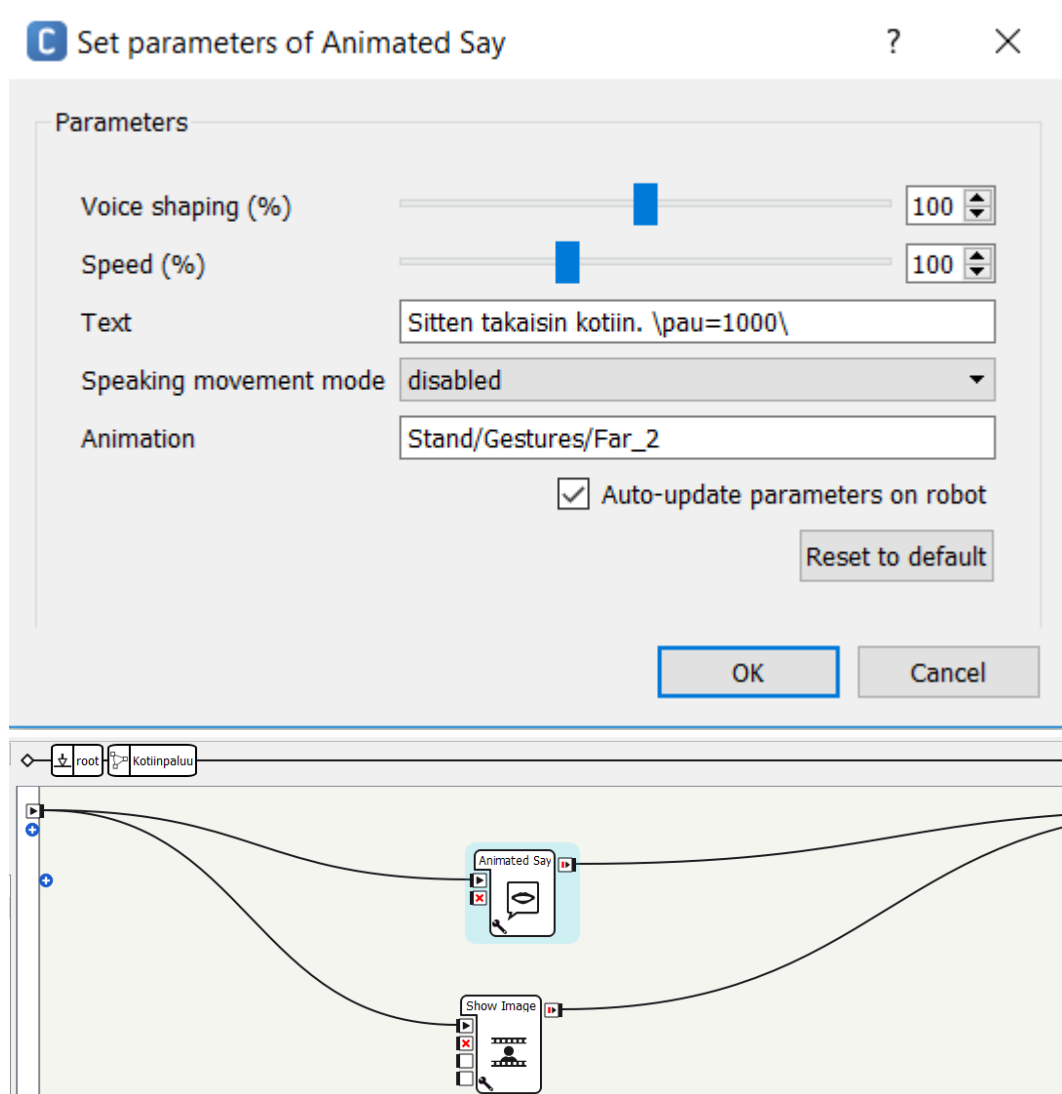 C Set parameters of Animated Say ?
Parameters
Voice shaping (%) 100
Speed (%) 100
Text Sitten takaisin kotiin. \pau=1000\
Speaking movement mode disabled
Animation Stand/Gestures/Far_2
Auto-update parameters on robot
Reset to default
OK Cancel
root Kotiinpaluu
Animated Say
Show Image